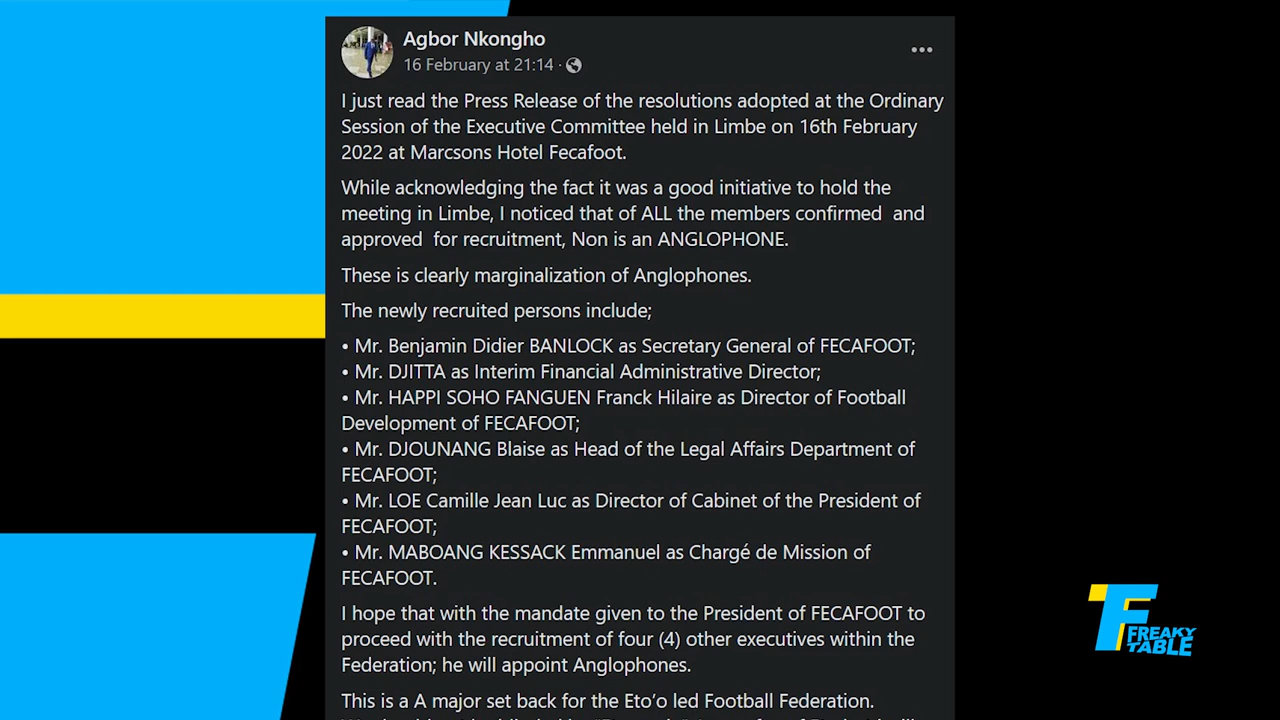 Agbor Nkongho
16 February at 21:14 ·
I just read the Press Release of the resolutions adopted at the Ordinary
Session of the Executive Committee held in Limbe on 16th February
2022 at Marcsons Hotel Fecafoot.
While acknowledging the fact it was a good initiative to hold the
meeting in Limbe, I noticed that of ALL the members confirmed and
approved for recruitment, Non is an ANGLOPHONE.
These is clearly marginalization of Anglophones.
The newly recruited persons include;
• Mr. Benjamin Didier BANLOCK as Secretary General of FECAFOOT;
• Mr. DJITTA as Interim Financial Administrative Director;
• Mr. HAPPI SOHO FANGUEN Franck Hilaire as Director of Football
Development of FECAFOOT;
• Mr. DJOUNANG Blaise as Head of the Legal Affairs Department of
FECAFOOT;
• Mr. LOE Camille Jean Luc as Director of Cabinet of the President of
FECAFOOT;
• Mr. MABOANG KESSACK Emmanuel as Chargé de Mission of
FECAFOOT.
I hope that with the mandate given to the President of FECAFOOT to
proceed with the recruitment of four (4) other executives within the
Federation; he will appoint Anglophones.
This is a A major set back for the Eto’o led Football Federation.
FREAKY
TABLE